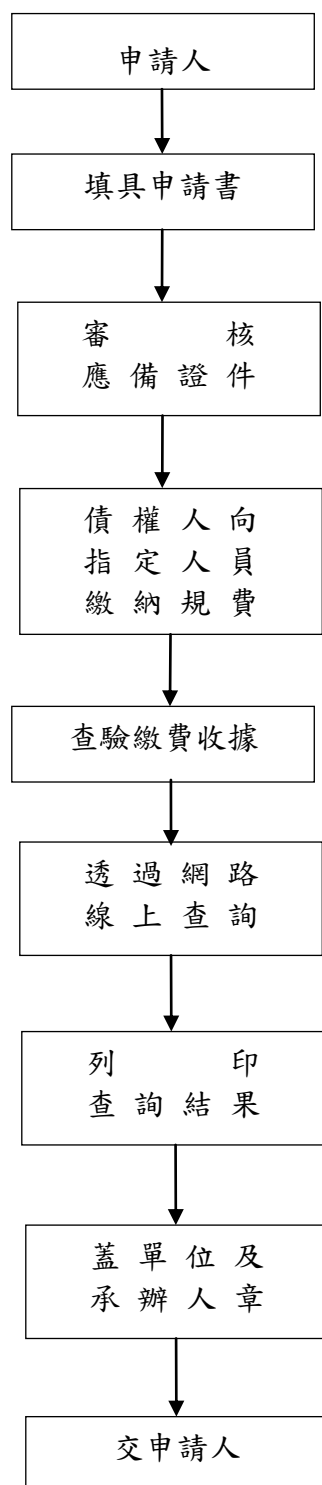 申請人
填具申請書
審核
應備證件
債權人向
指定人員
繳納規費
查驗繳費收據
透過網路
線上查詢
列印
查詢結果
蓋單位及
承辦人章
交申請人